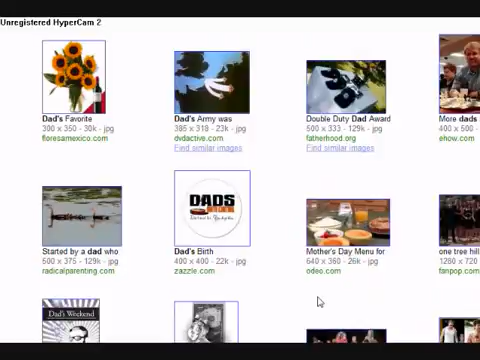 Unregistered HyperCam 2
Dad's Favorite
300 x 350 - 30k - jpg
floresamexico.com
Dad's Army was
385 x 318 - 23k - jpg
dvdactive.com
Find similar images
Double Duty Dad Award
500 x 333 - 129k - jpg
fatherhood.org
Find similar images
More dads
400 x 500 -
ehow.com
Started by a dad who
500 x 375 - 129k - jpg
radicalparenting.com
DADS
Dad's Birth
400 x 400 - 22k - jpg
zazzle.com
Mother's Day Menu for
640 x 360 - 26k - jpg
odeo.com
one tree hill
1280 x 720
fanpop.com
Dad's Weekend